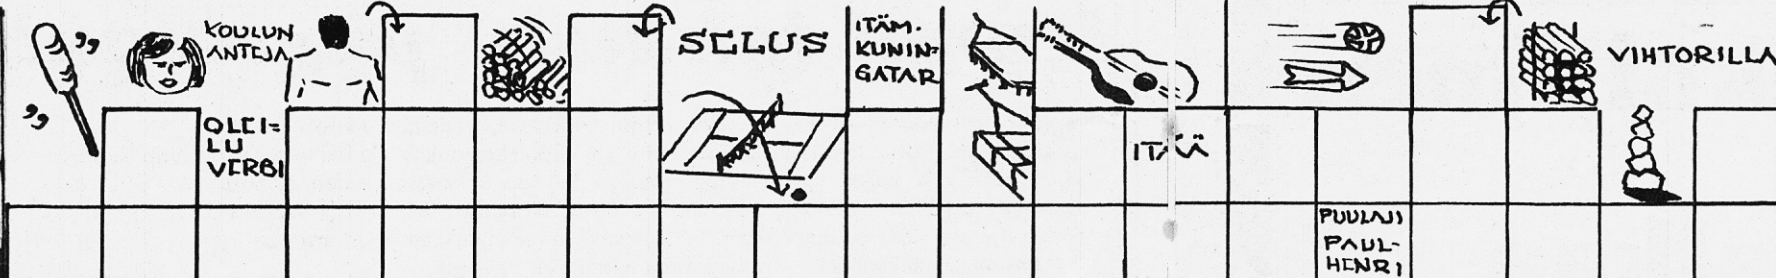 KOULUN
ANTEJA
OLEI=
LU
VERBI
SELUS
ITÄM.
KUNIN=
GATAR
ITÄÄ
VIHTORILLA
PUULAJI
PAUL-
HENRI